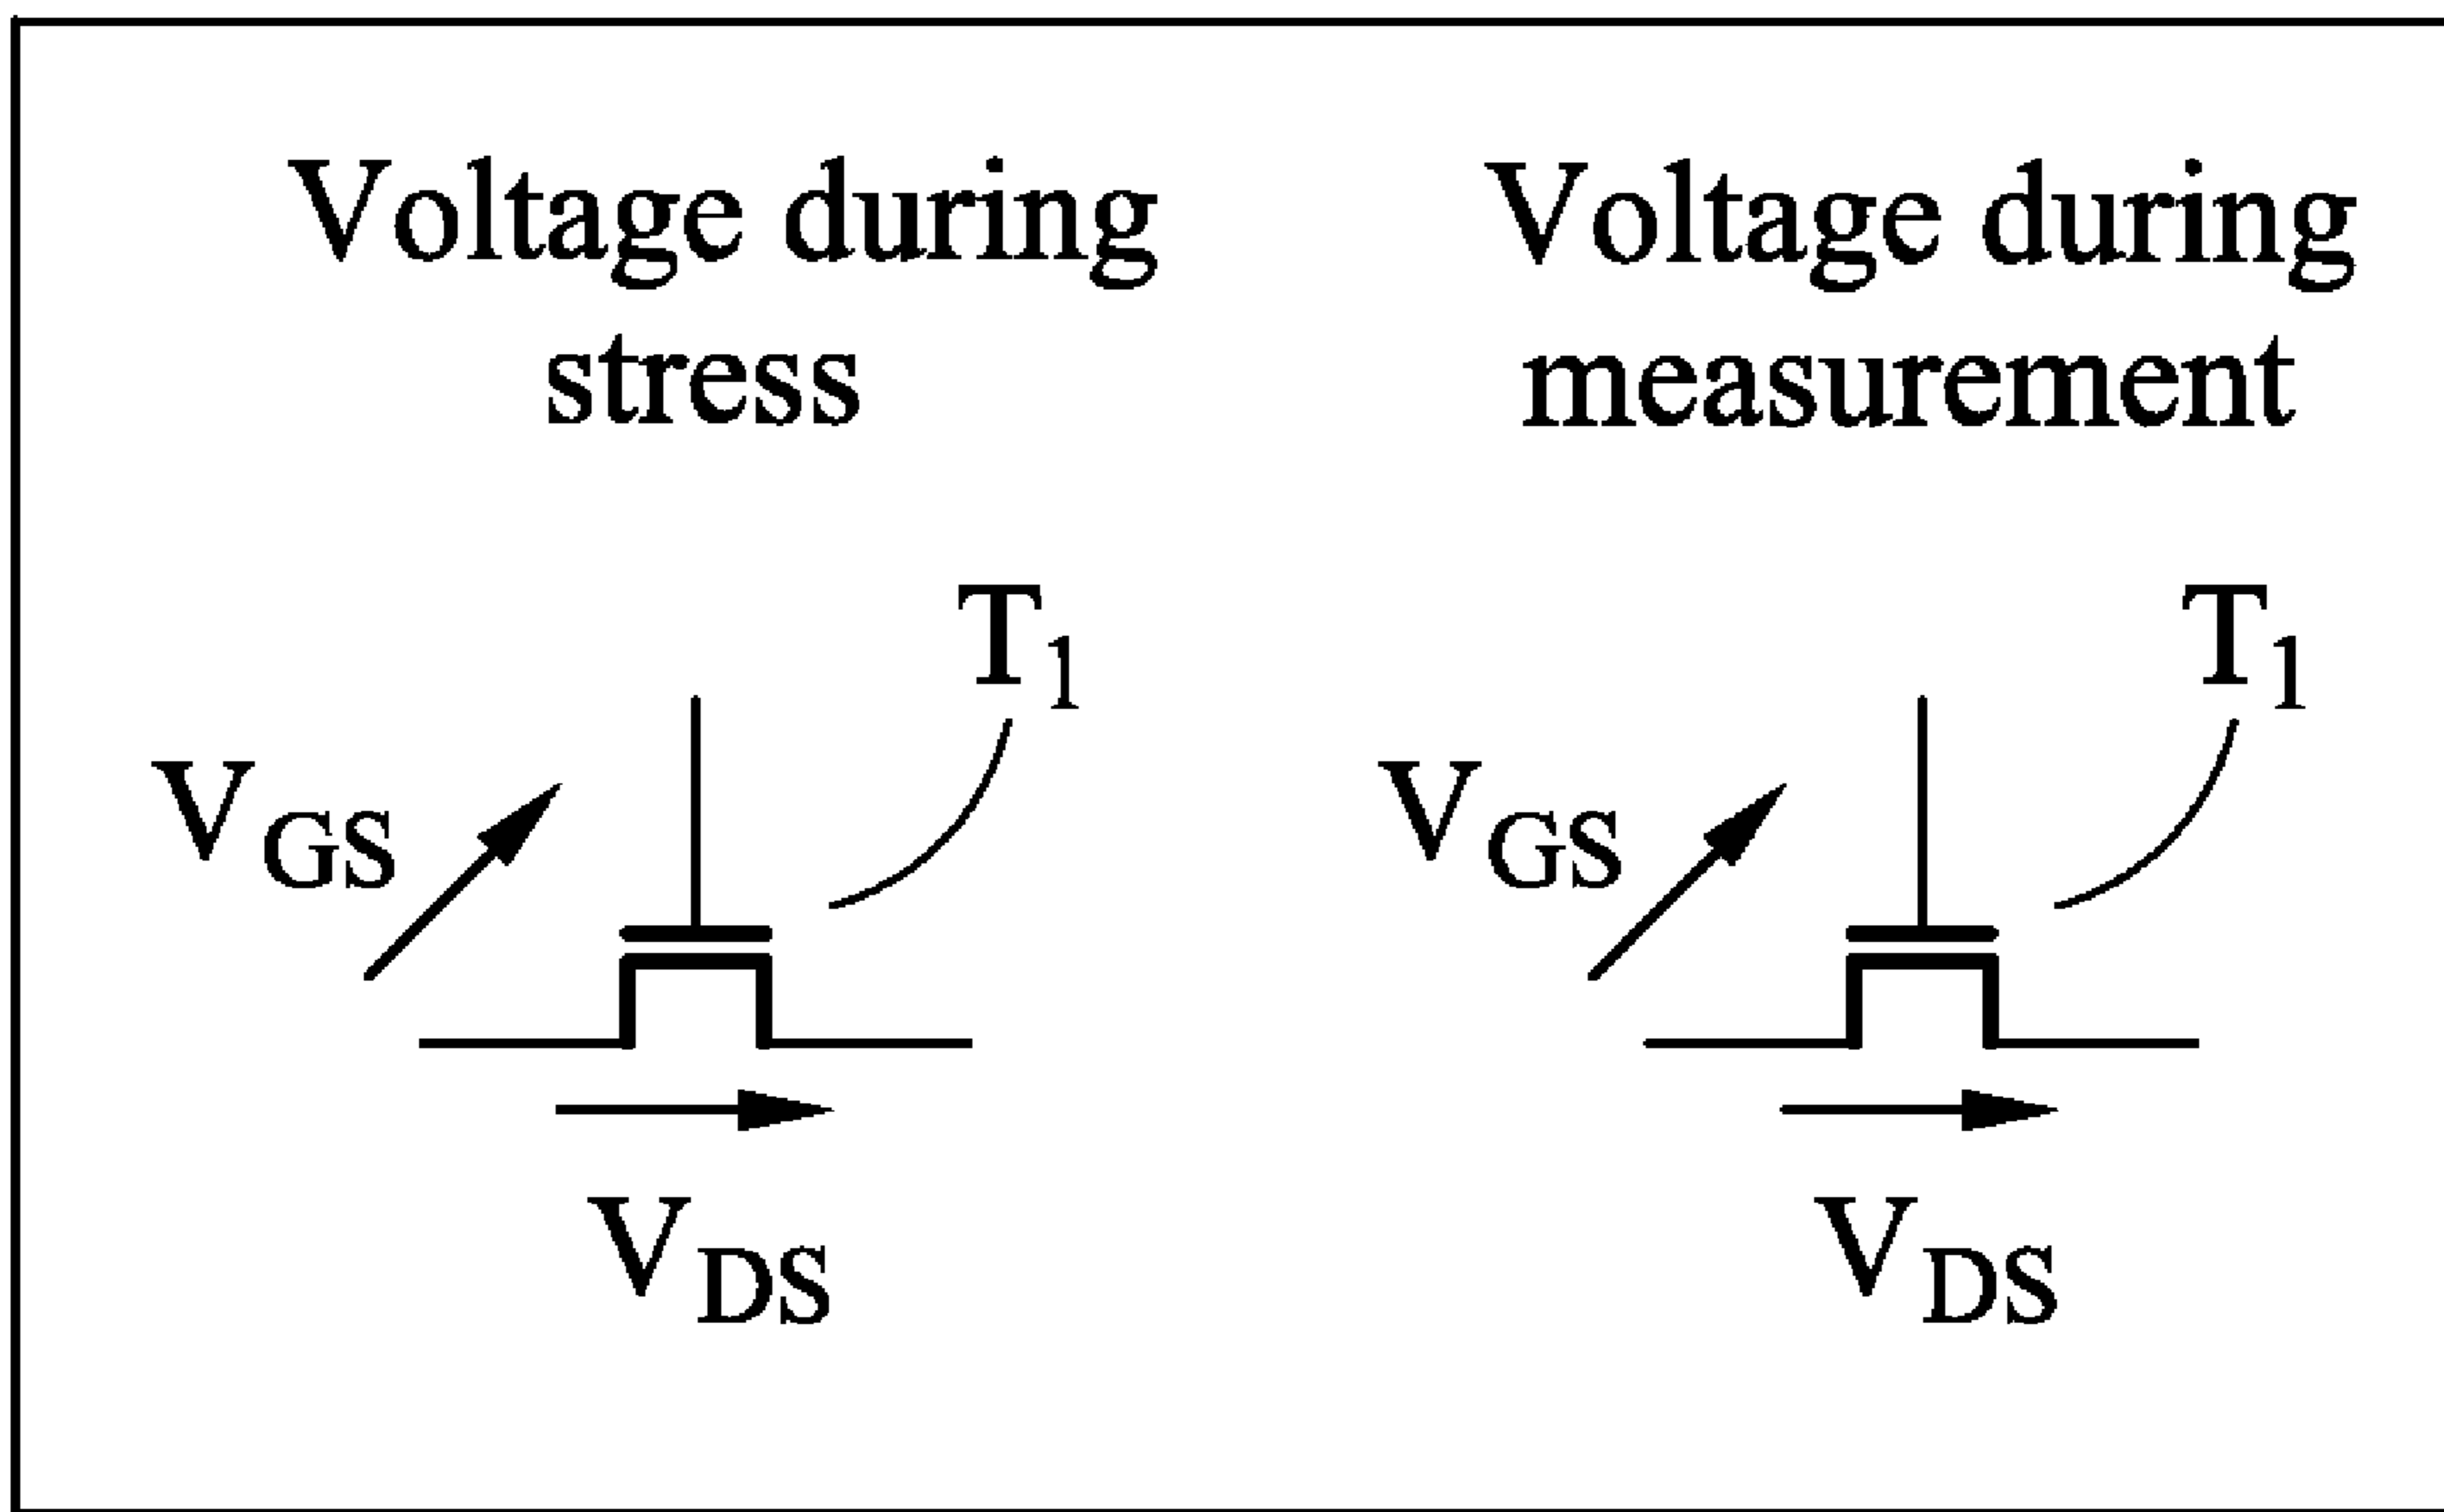 Voltage during
stress
Voltage during
measurement
T1
VGS
VDS
T1
VGS
VDS